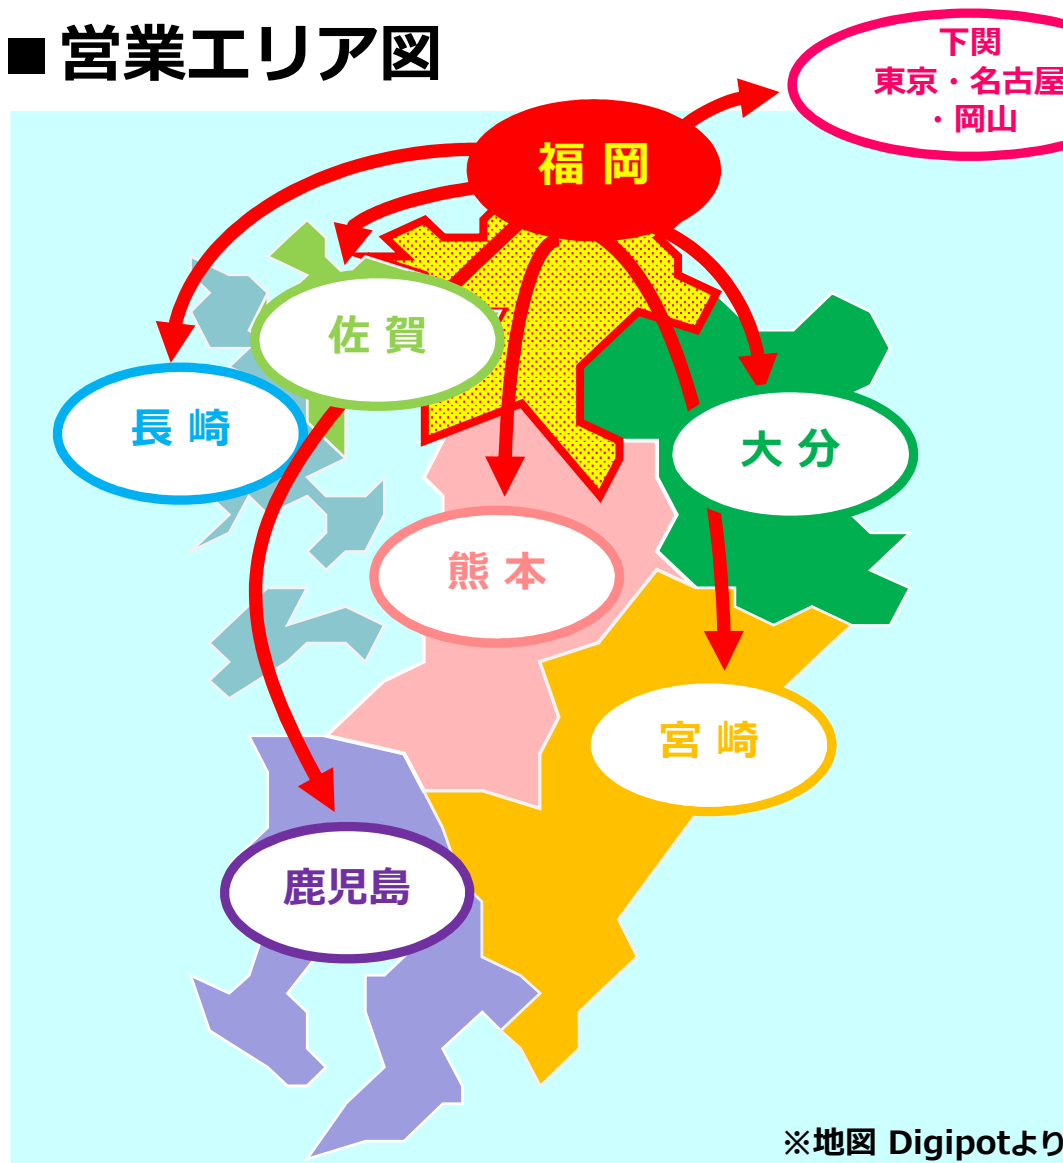 ■営業エリア図
下関
東京・名古屋
・岡山
福 岡
佐 賀
長 崎
大 分
熊 本
宮 崎
鹿児島
※地図 Digipotより